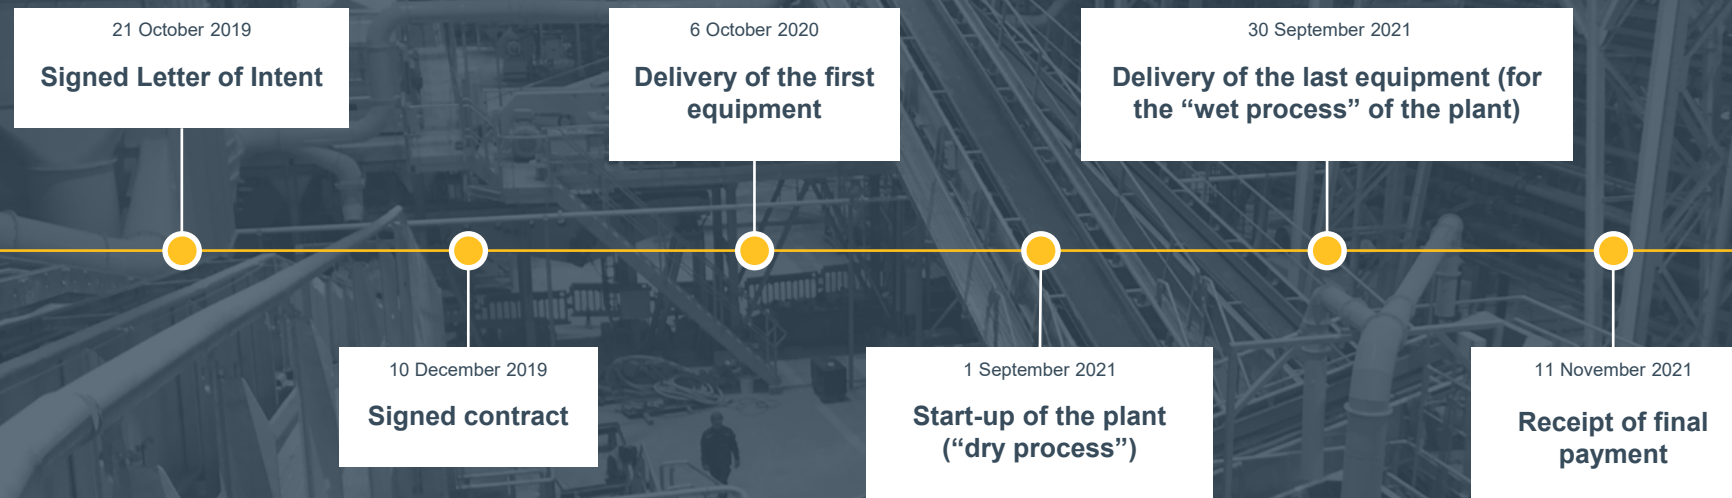 21 October 2019
Signed Letter of Intent
10 December 2019
Signed contract
6 October 2020
Delivery of the first
equipment
1 September 2021
Start-up of the plant
(“dry process”)
30 September 2021
Delivery of the last equipment (for
the “wet process” of the plant)
11 November 2021
Receipt of final
payment